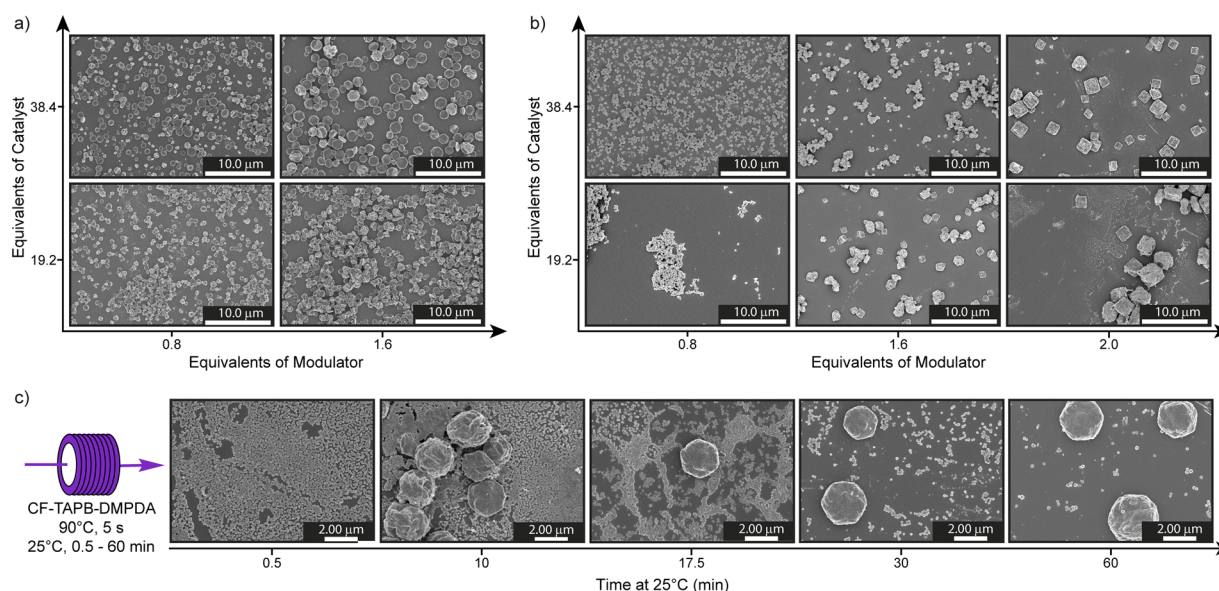 a)
Equivalents of Catalyst
38.4
19.2
10.0 µm
10.0 µm
10.0 µm
10.0 µm
0.8
1.6
Equivalents of Modulator
b)
Equivalents of Catalyst
38.4
19.2
10.0 µm
10.0 µm
10.0 µm
10.0 µm
10.0 µm
10.0 µm
0.8
1.6
2.0
Equivalents of Modulator
c)
CF-TAPB-DMPDA
90°C, 5 s
25°C, 0.5 - 60 min
2.00 µm
2.00 µm
2.00 µm
2.00 µm
2.00 µm
0.5
10
17.5
30
60
Time at 25°C (min)